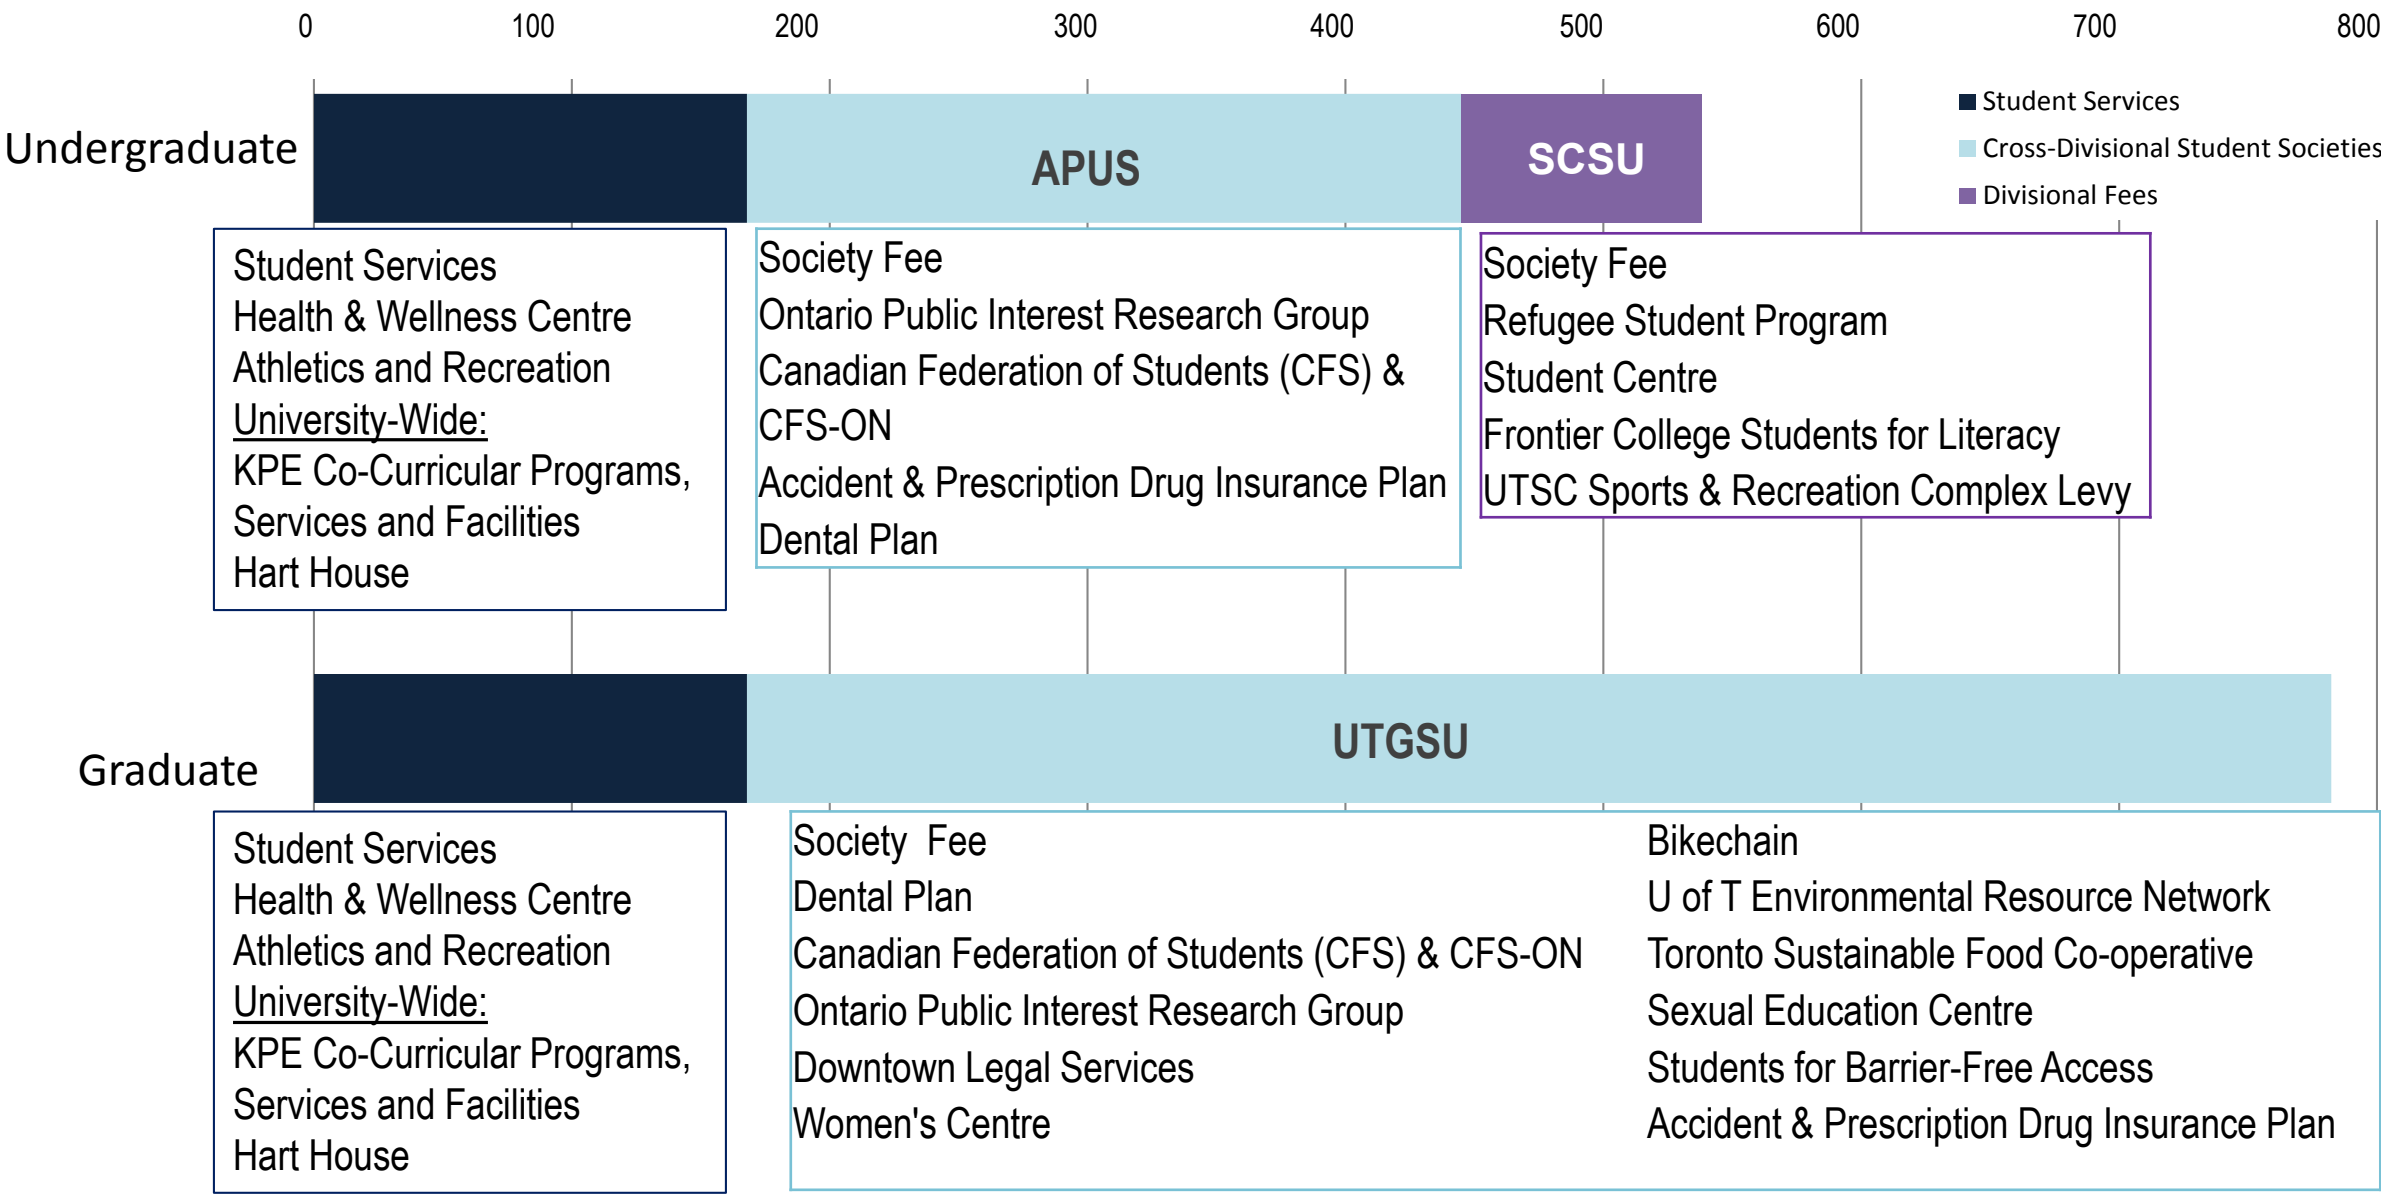 0 100 200 300 400 500 600 700 800
Student Services
Cross-Divisional Student Societies
Divisional Fees
Undergraduate
APUS
SCSU
Student Services
Health & Wellness Centre
Athletics and Recreation
University-Wide:
KPE Co-Curricular Programs,
Services and Facilities
Hart House
Society Fee
Ontario Public Interest Research Group
Canadian Federation of Students (CFS) &
CFS-ON
Accident & Prescription Drug Insurance Plan
Dental Plan
Society Fee
Refugee Student Program
Student Centre
Frontier College Students for Literacy
UTSC Sports & Recreation Complex Levy
Graduate
UTGSU
Student Services
Health & Wellness Centre
Athletics and Recreation
University-Wide:
KPE Co-Curricular Programs,
Services and Facilities
Hart House
Society  Fee
Dental Plan
Canadian Federation of Students (CFS) & CFS-ON
Ontario Public Interest Research Group
Downtown Legal Services
Women's Centre
Bikechain
U of T Environmental Resource Network
Toronto Sustainable Food Co-operative
Sexual Education Centre
Students for Barrier-Free Access
Accident & Prescription Drug Insurance Plan